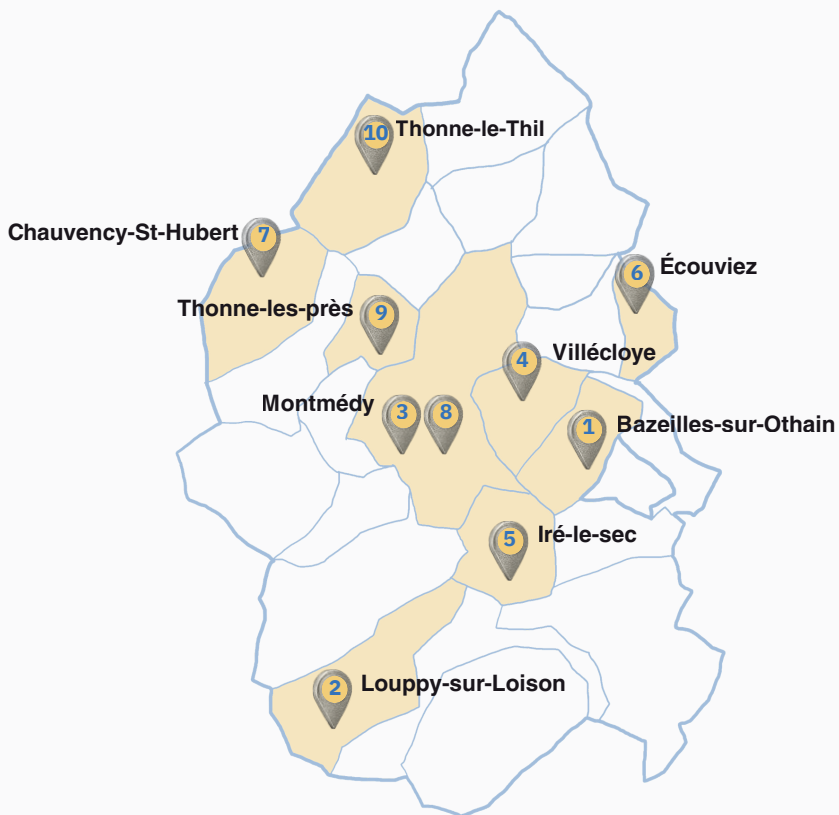 10 Thonne-le-Thil
Chauvency-St-Hubert 7
6 Écouviez
Thonne-les-près 9
4 Villécloye
Montmédy 3 8
1 Bazeilles-sur-Othain
5 Iré-le-sec
2 Louppy-sur-Loison